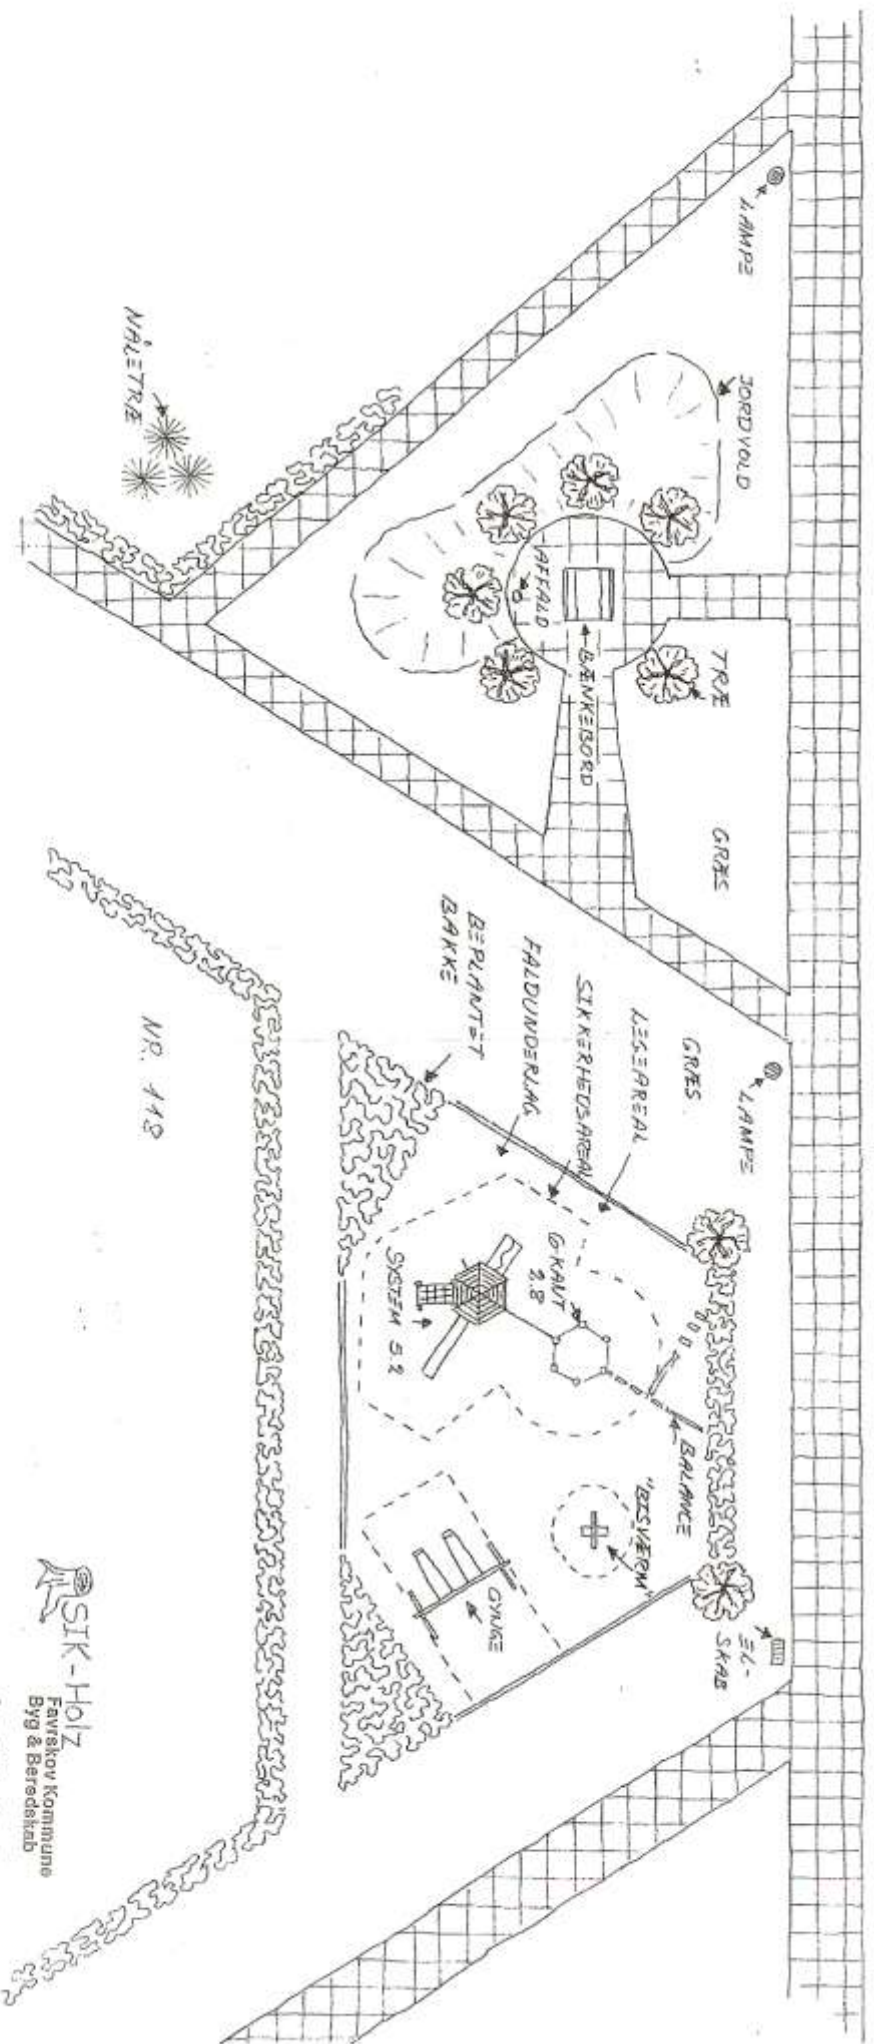 LAMPE
JORDVOLD
NÅLETRÆ
AFFALD
BÆNKEBORD
TRÆ
GRÆS
BEPLANTET
BAKKE
FALDUNDERLAG
SIKKERHEDSAREAL
LEGEAREAL
GRÆS
LAMPE
G-KANT
2.8
SYSTEM 5.2
BALANCE
"BISVÆRM"
GYNGE
EL-
SKAB
NR. 118
SIK-Holz
Favrskov Kommune
Byg & Beredskab